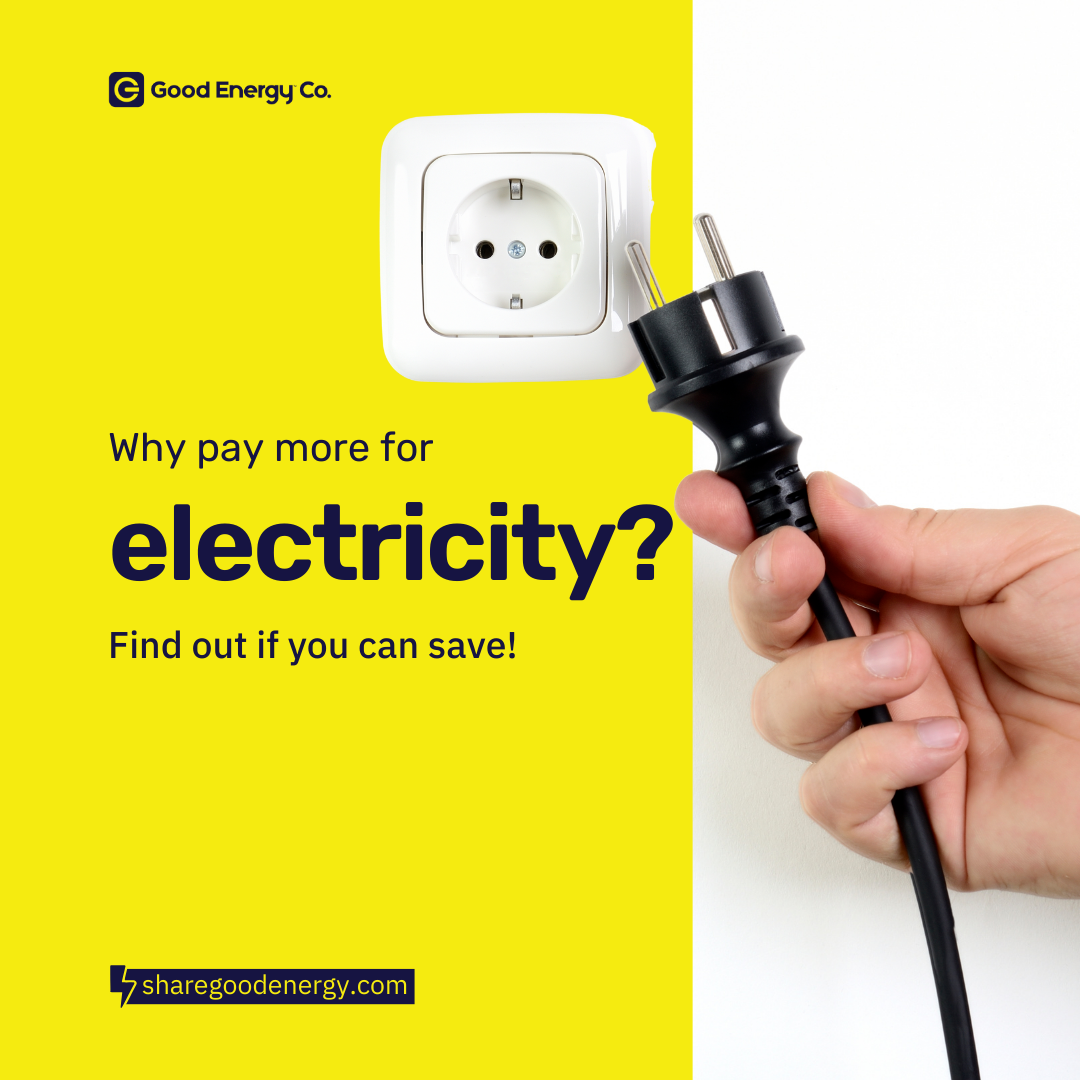 Good Energy Co.
Why pay more for
electricity?
Find out if you can save!
sharegoodenergy.com